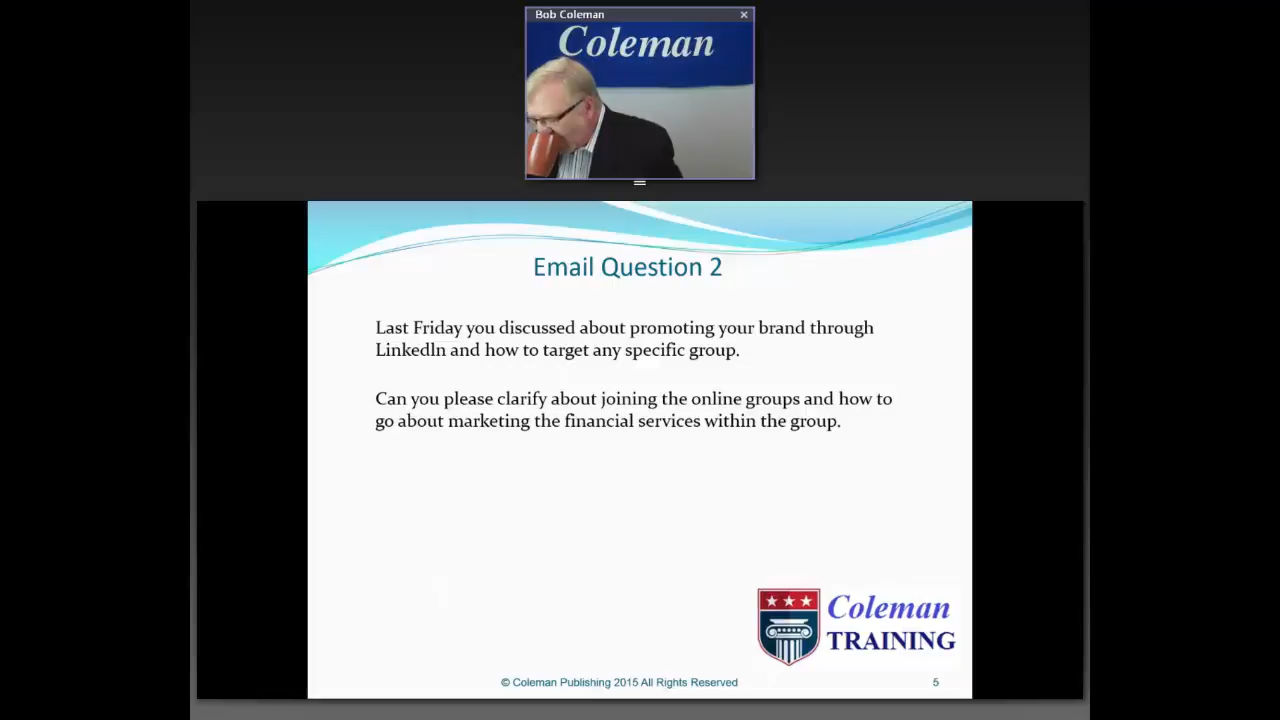 Bob Coleman
Coleman
Email Question 2
Last Friday you discussed about promoting your brand through
LinkedIn and how to target any specific group.
Can you please clarify about joining the online groups and how to
go about marketing the financial services within the group.
Coleman
TRAINING
© Coleman Publishing 2015 All Rights Reserved
5